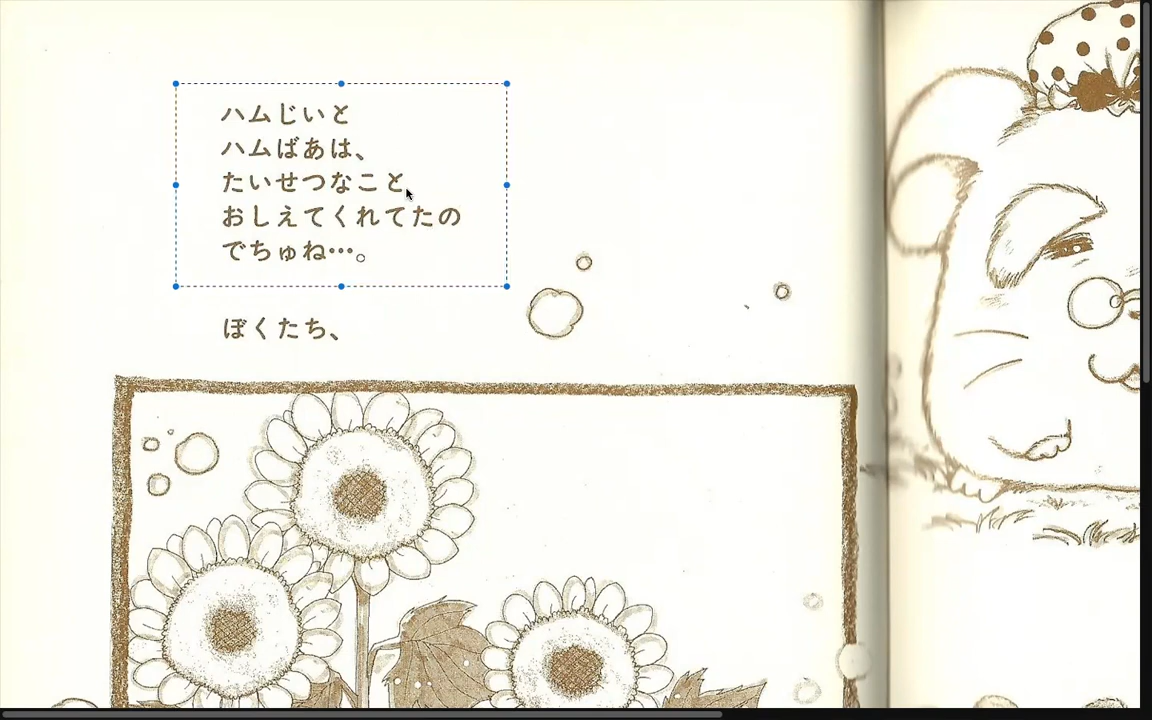 ハムじいと
ハムばあは、
たいせつなこと、
おしえてくれてたの
でちゅね…。
ぼくたち、